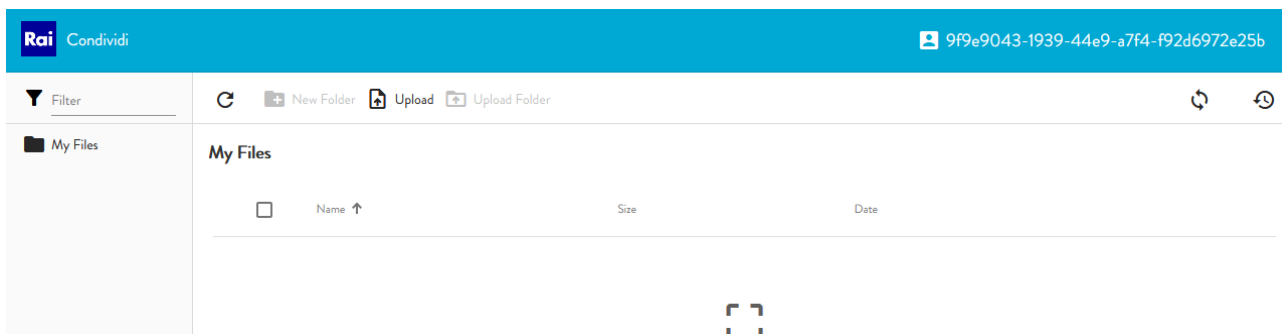 Rai Condividi
9f9e9043-1939-44e9-a7f4-f92d6972e25b
Filter
New Folder Upload Upload Folder
My Files
My Files
Name Size Date